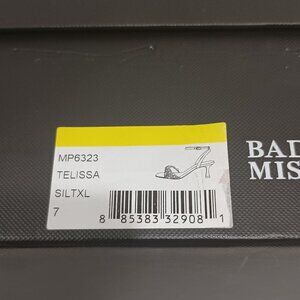 MP6323
TELISSA
SILTXL
7
8 85383 32908 1
BAD
MIS